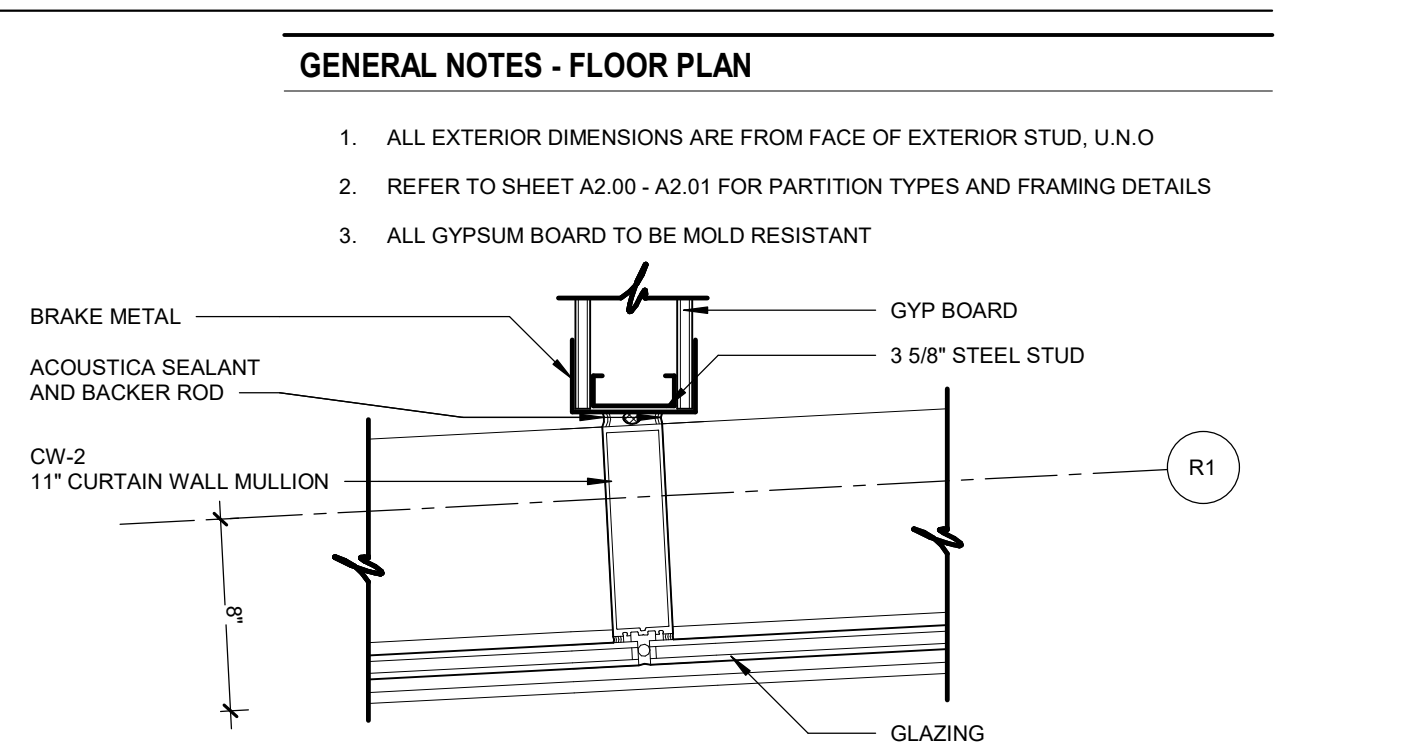 GENERAL NOTES - FLOOR PLAN
1. ALL EXTERIOR DIMENSIONS ARE FROM FACE OF EXTERIOR STUD, U.N.O
2. REFER TO SHEET A2.00 - A2.01 FOR PARTITION TYPES AND FRAMING DETAILS
3. ALL GYPSUM BOARD TO BE MOLD RESISTANT
BRAKE METAL
ACOUSTICA SEALANT
AND BACKER ROD
CW-2
11" CURTAIN WALL MULLION
8"
GYP BOARD
3 5/8" STEEL STUD
R1
GLAZING